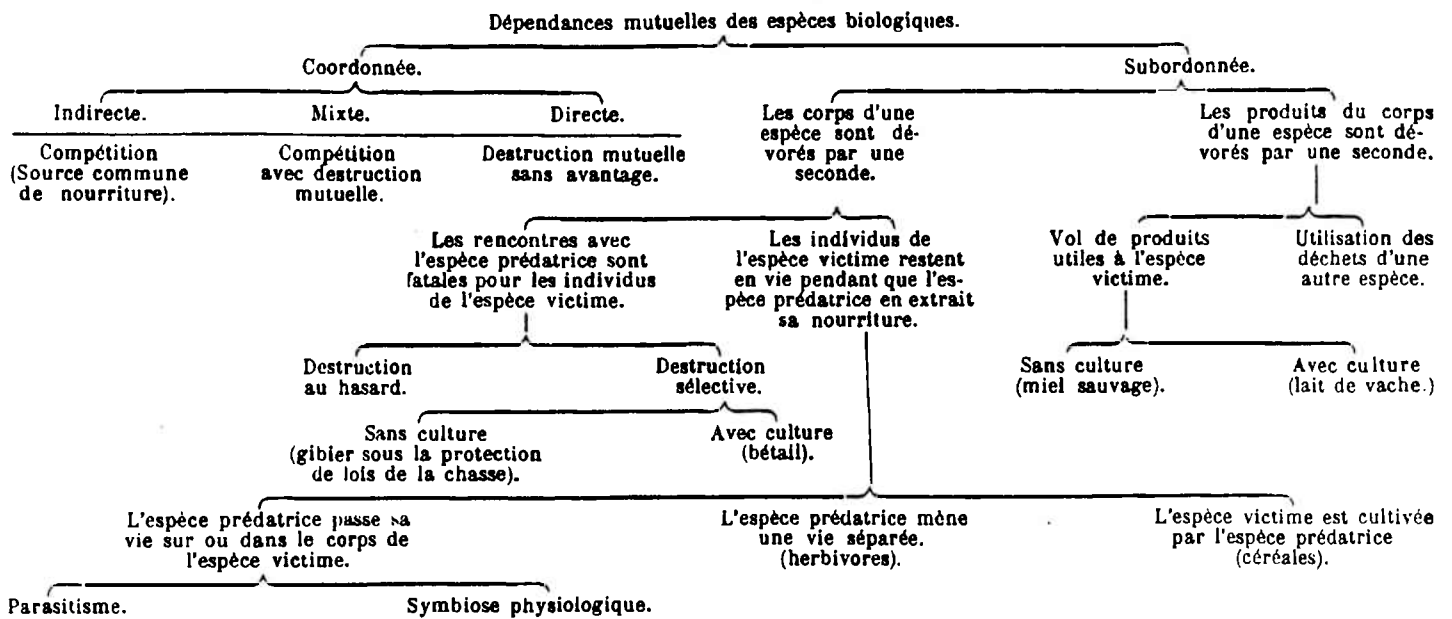 Dépendances mutuelles des espèces biologiques.
Coordonnée.
Subordonnée.
Indirecte.
Mixte.
Directe.
Compétition
(Source commune
de nourriture).
Compétition
avec destruction
mutuelle.
Destruction mutuelle
sans avantage.
Les corps d'une
espèce sont dé-
vorés par une
seconde.
Les produits du corps
d'une espèce sont dé-
vorés par une seconde.
Les rencontres avec
l'espèce prédatrice sont
fatales pour les individus
de l'espèce victime.
Les individus de
l'espèce victime restent
en vie pendant que l'es-
pèce prédatrice en extrait
sa nourriture.
Vol de produits
utiles à l'espèce
victime.
Utilisation des
déchets d'une
autre espèce.
Destruction
au hasard.
Destruction
sélective.
Sans culture
(miel sauvage).
Avec culture
(lait de vache.)
Sans culture
(gibier sous la protection
de lois de la chasse).
Avec culture
(bétail).
L'espèce prédatrice passe sa
vie sur ou dans le corps de
l'espèce victime.
L'espèce prédatrice mène
une vie séparée.
(herbivores).
L'espèce victime est cultivée
par l'espèce prédatrice
(céréales).
Parasitisme.
Symbiose physiologique.